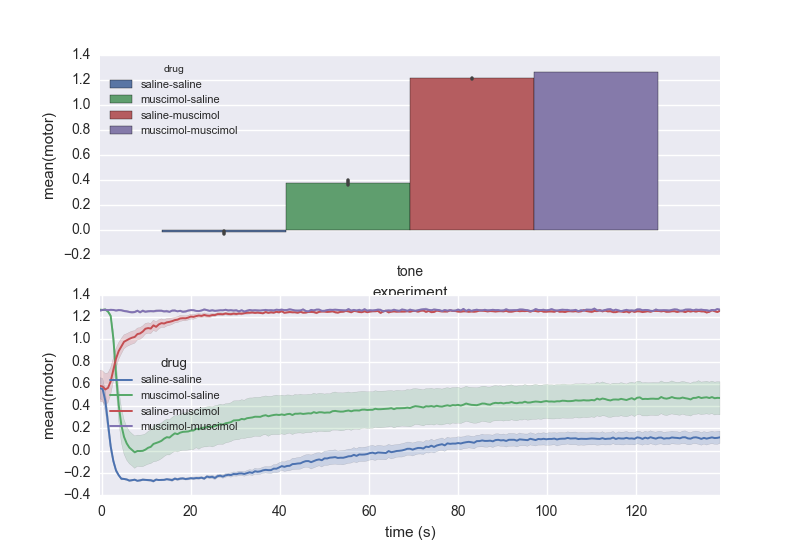 1.4
1.2
1.0
0.8
0.6
0.4
0.2
0.0
−0.2
mean(motor)
drug
saline-saline
muscimol-saline
saline-muscimol
muscimol-muscimol
tone
experiment
1.4
1.2
1.0
0.8
0.6
0.4
0.2
0.0
−0.2
−0.4
mean(motor)
drug
saline-saline
muscimol-saline
saline-muscimol
muscimol-muscimol
0 20 40 60 80 100 120
time (s)